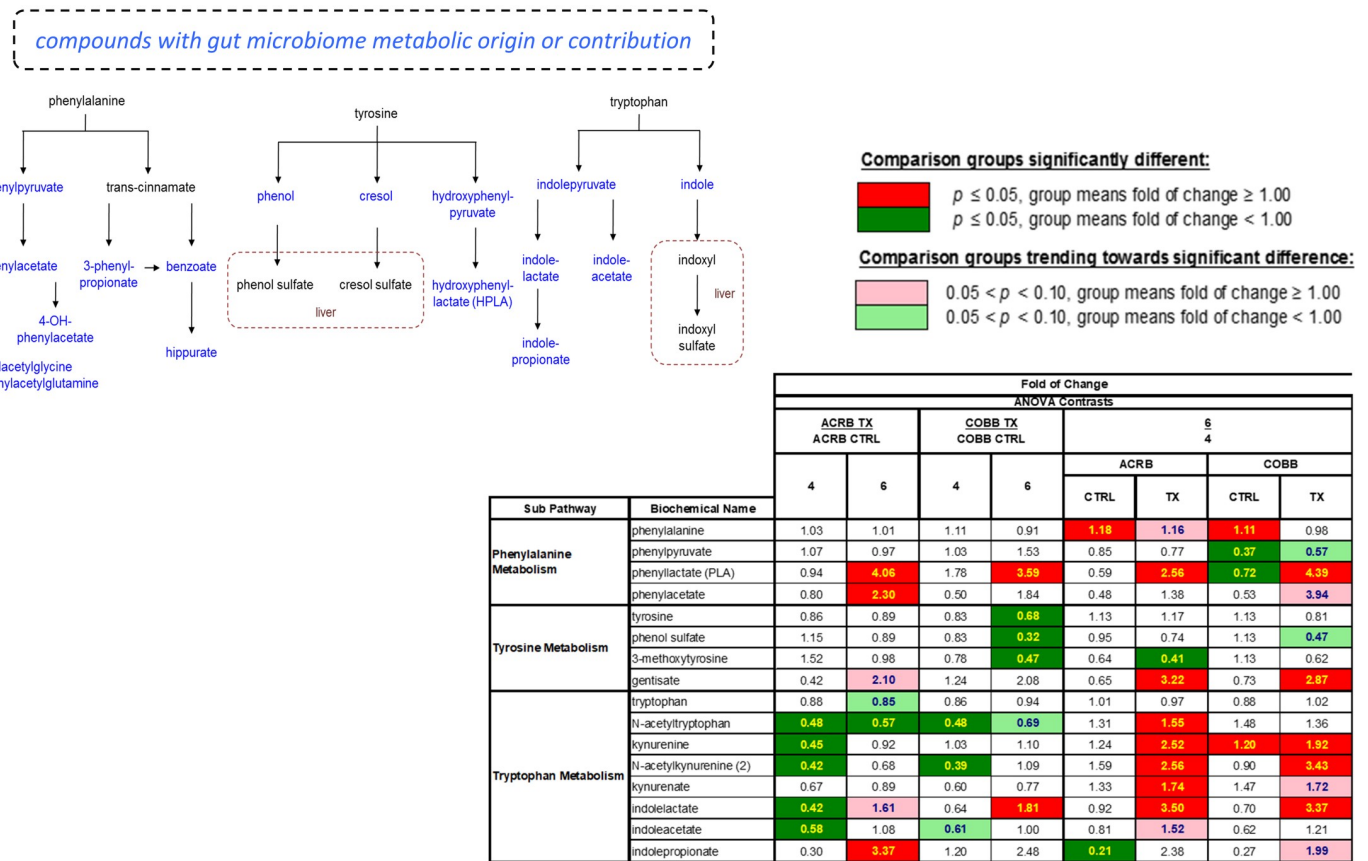 compounds with gut microbiome metabolic origin or contribution
phenylalanine
tyrosine
tryptophan
enylpyruvate
trans-cinnamate
phenol
cresol
hydroxyphenyl-
pyruvate
indolepyruvate
indole
enylacetate
3-phenyl-
propionate
benzoate
phenol sulfate
cresol sulfate
liver
hydroxyphenyl-
lactate (HPLA)
indole-
lactate
indole-
acetate
indoxyl
liver
indoxyl
sulfate
4-OH-
phenylacetate
hippurate
indole-
propionate
lacetylglycine
nylacetylglutamine
Comparison groups significantly different:
p ≤ 0.05, group means fold of change ≥ 1.00
p ≤ 0.05, group means fold of change < 1.00
Comparison groups trending towards significant difference:
0.05 < p < 0.10, group means fold of change ≥ 1.00
0.05 < p < 0.10, group means fold of change < 1.00
Fold of Change
ANOVA Contrasts
ACRB TX COBB TX 6
ACRB CTRL COBB CTRL 4
ACRB COBB
4 6 4 6 CTRL TX CTRL TX
Sub Pathway Biochemical Name
Phenylalanine Metabolism
phenylalanine 1.03 1.01 1.11 0.91 1.18 1.16 1.11 0.98
phenylpyruvate 1.07 0.97 1.03 1.53 0.85 0.77 0.37 0.57
phenyllactate (PLA) 0.94 4.06 1.78 3.59 0.59 2.56 0.72 4.39
phenylacetate 0.80 2.30 0.50 1.84 0.48 1.38 0.53 3.94
Tyrosine Metabolism
tyrosine 0.86 0.89 0.83 0.68 1.13 1.17 1.13 0.81
phenol sulfate 1.15 0.89 0.83 0.32 0.95 0.74 1.13 0.47
3-methoxytyrosine 1.52 0.98 0.78 0.47 0.64 0.41 1.13 0.62
gentisate 0.42 2.10 1.24 2.08 0.65 3.22 0.73 2.87
Tryptophan Metabolism
tryptophan 0.88 0.85 0.86 0.94 1.01 0.97 0.88 1.02
N-acetyltryptophan 0.48 0.57 0.48 0.69 1.31 1.55 1.48 1.36
kynurenine 0.45 0.92 1.03 1.10 1.24 2.52 1.20 1.92
N-acetylkynurenine (2) 0.42 0.68 0.39 1.09 1.59 2.56 0.90 3.43
kynurenate 0.67 0.89 0.60 0.77 1.33 1.74 1.47 1.72
indolelactate 0.42 1.61 0.64 1.81 0.92 3.50 0.70 3.37
indoleacetate 0.58 1.08 0.61 1.00 0.81 1.52 0.62 1.21
indolepropionate 0.30 3.37 1.20 2.48 0.21 2.38 0.27 1.99